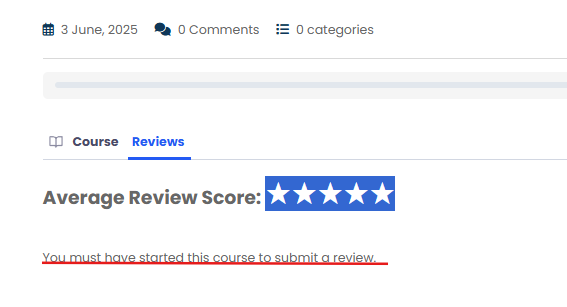 3 June, 2025 0 Comments 0 categories
Course Reviews
Average Review Score: ★★★★★
You must have started this course to submit a review.